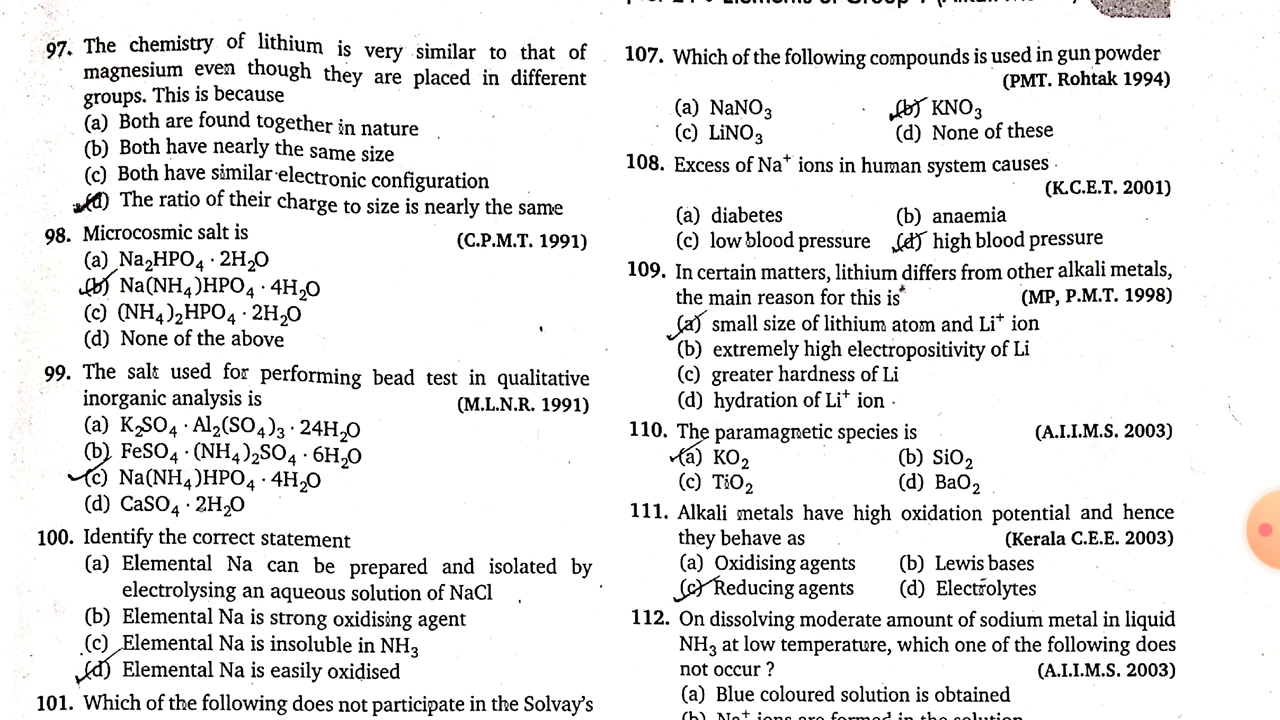 97. The chemistry of lithium is very similar to that of
magnesium even though they are placed in different
groups. This is because
(a) Both are found together in nature
(b) Both have nearly the same size
(c) Both have similar electronic configuration
(d) The ratio of their charge to size is nearly the same
98. Microcosmic salt is (C.P.M.T. 1991)
(a) Na₂HPO₄ · 2H₂O
(b) Na(NH₄)HPO₄ · 4H₂O
(c) (NH₄)₂HPO₄ · 2H₂O
(d) None of the above
99. The salt used for performing bead test in qualitative
inorganic analysis is (M.L.N.R. 1991)
(a) K₂SO₄ · Al₂(SO₄)₃ · 24H₂O
(b) FeSO₄ · (NH₄)₂SO₄ · 6H₂O
(c) Na(NH₄)HPO₄ · 4H₂O
(d) CaSO₄ · 2H₂O
100. Identify the correct statement
(a) Elemental Na can be prepared and isolated by
electrolysing an aqueous solution of NaCl
(b) Elemental Na is strong oxidising agent
(c) Elemental Na is insoluble in NH₃
(d) Elemental Na is easily oxidised
101. Which of the following does not participate in the Solvay's
107. Which of the following compounds is used in gun powder
(PMT. Rohtak 1994)
(a) NaNO₃ (b) KNO₃
(c) LiNO₃ (d) None of these
108. Excess of Na⁺ ions in human system causes
(K.C.E.T. 2001)
(a) diabetes (b) anaemia
(c) low blood pressure (d) high blood pressure
109. In certain matters, lithium differs from other alkali metals,
the main reason for this is (MP, P.M.T. 1998)
(a) small size of lithium atom and Li⁺ ion
(b) extremely high electropositivity of Li
(c) greater hardness of Li
(d) hydration of Li⁺ ion
110. The paramagnetic species is (A.I.I.M.S. 2003)
(a) KO₂ (b) SiO₂
(c) TiO₂ (d) BaO₂
111. Alkali metals have high oxidation potential and hence
they behave as (Kerala C.E.E. 2003)
(a) Oxidising agents (b) Lewis bases
(c) Reducing agents (d) Electrolytes
112. On dissolving moderate amount of sodium metal in liquid
NH₃ at low temperature, which one of the following does
not occur ? (A.I.I.M.S. 2003)
(a) Blue coloured solution is obtained
(b) Na⁺ ions are formed in the solution